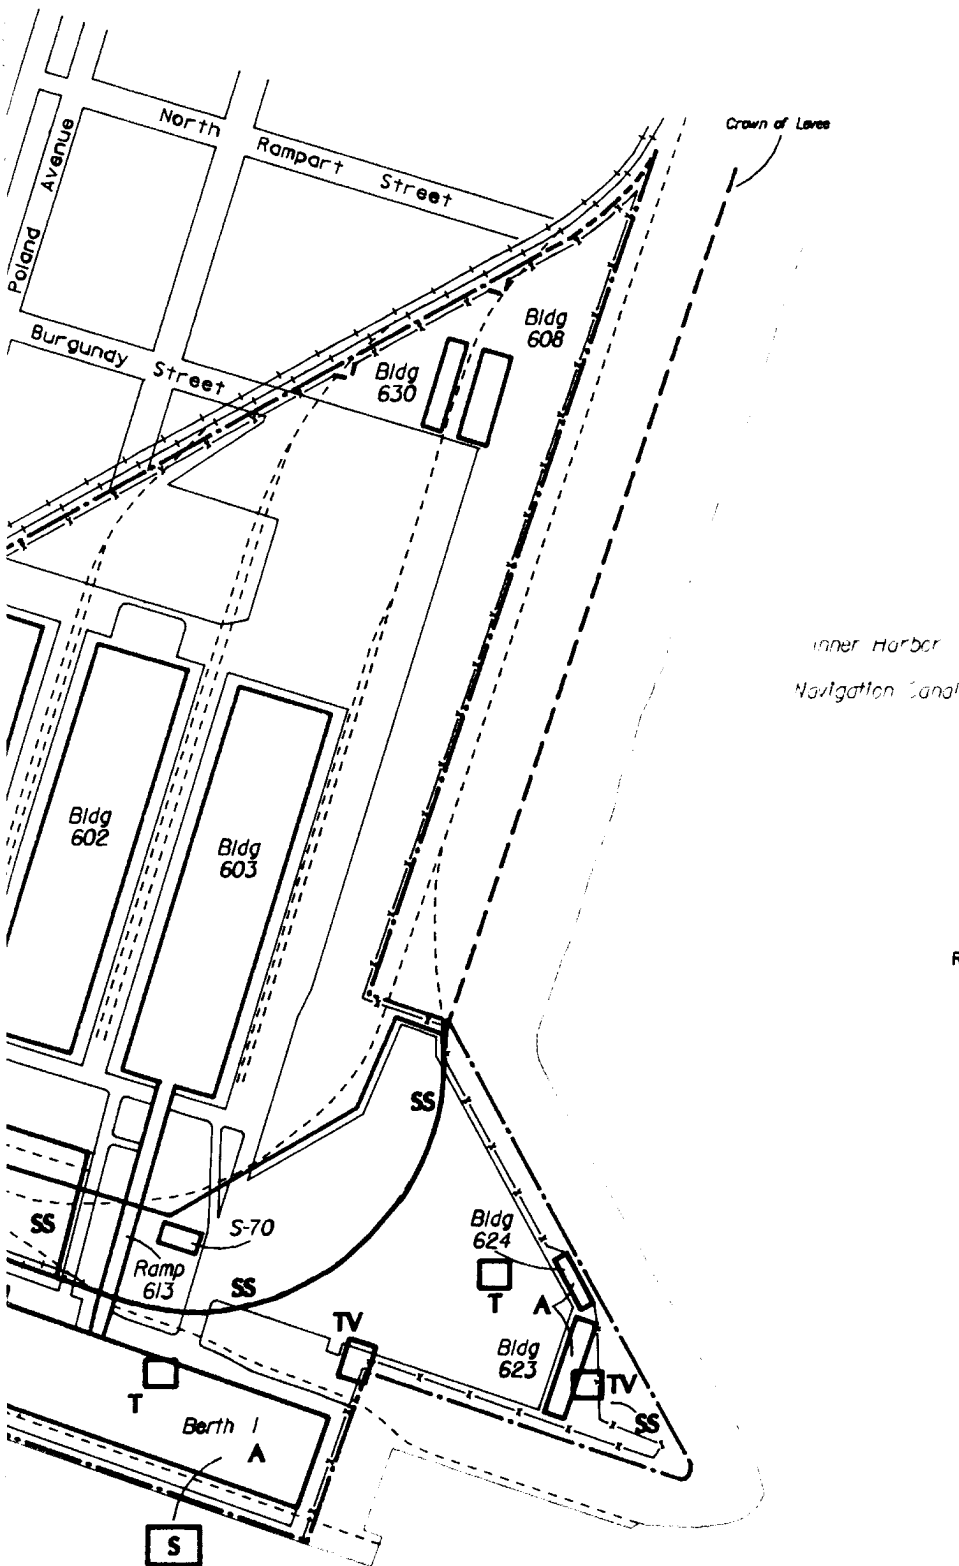 Crown of Levee
North
Rampart Street
Poland Avenue
Bldg
608
Burgundy
Street
Bldg
630
Inner Harbor
Navigation Canal
Bldg
602
Bldg
603
R
SS
Bldg
624
SS
S-70
Ramp
613
SS
T
A
TV
Bldg
623
T
TV
SS
Berth 1
A
S